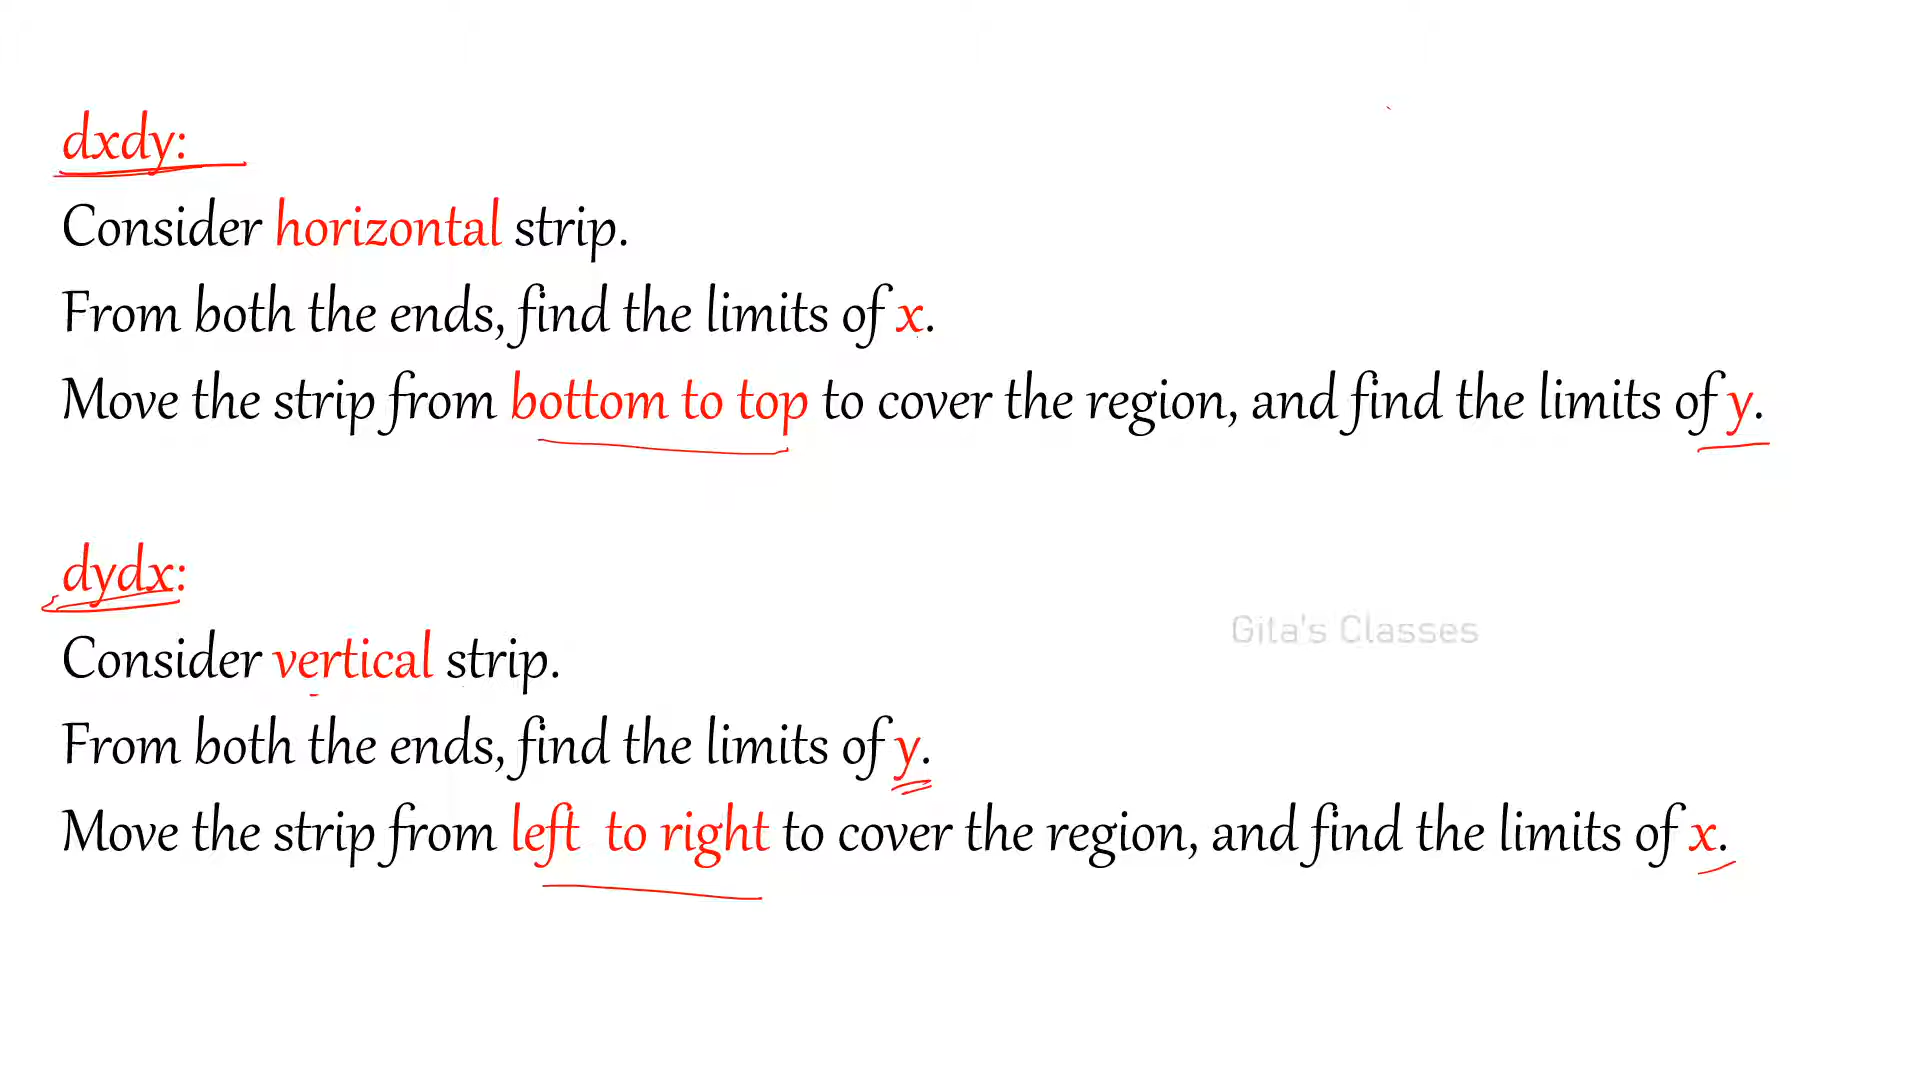 dxdy:
Consider horizontal strip.
From both the ends, find the limits of x.
Move the strip from bottom to top to cover the region, and find the limits of y.
dydx:
Gita's Classes
Consider vertical strip.
From both the ends, find the limits of y.
Move the strip from left to right to cover the region, and find the limits of x.